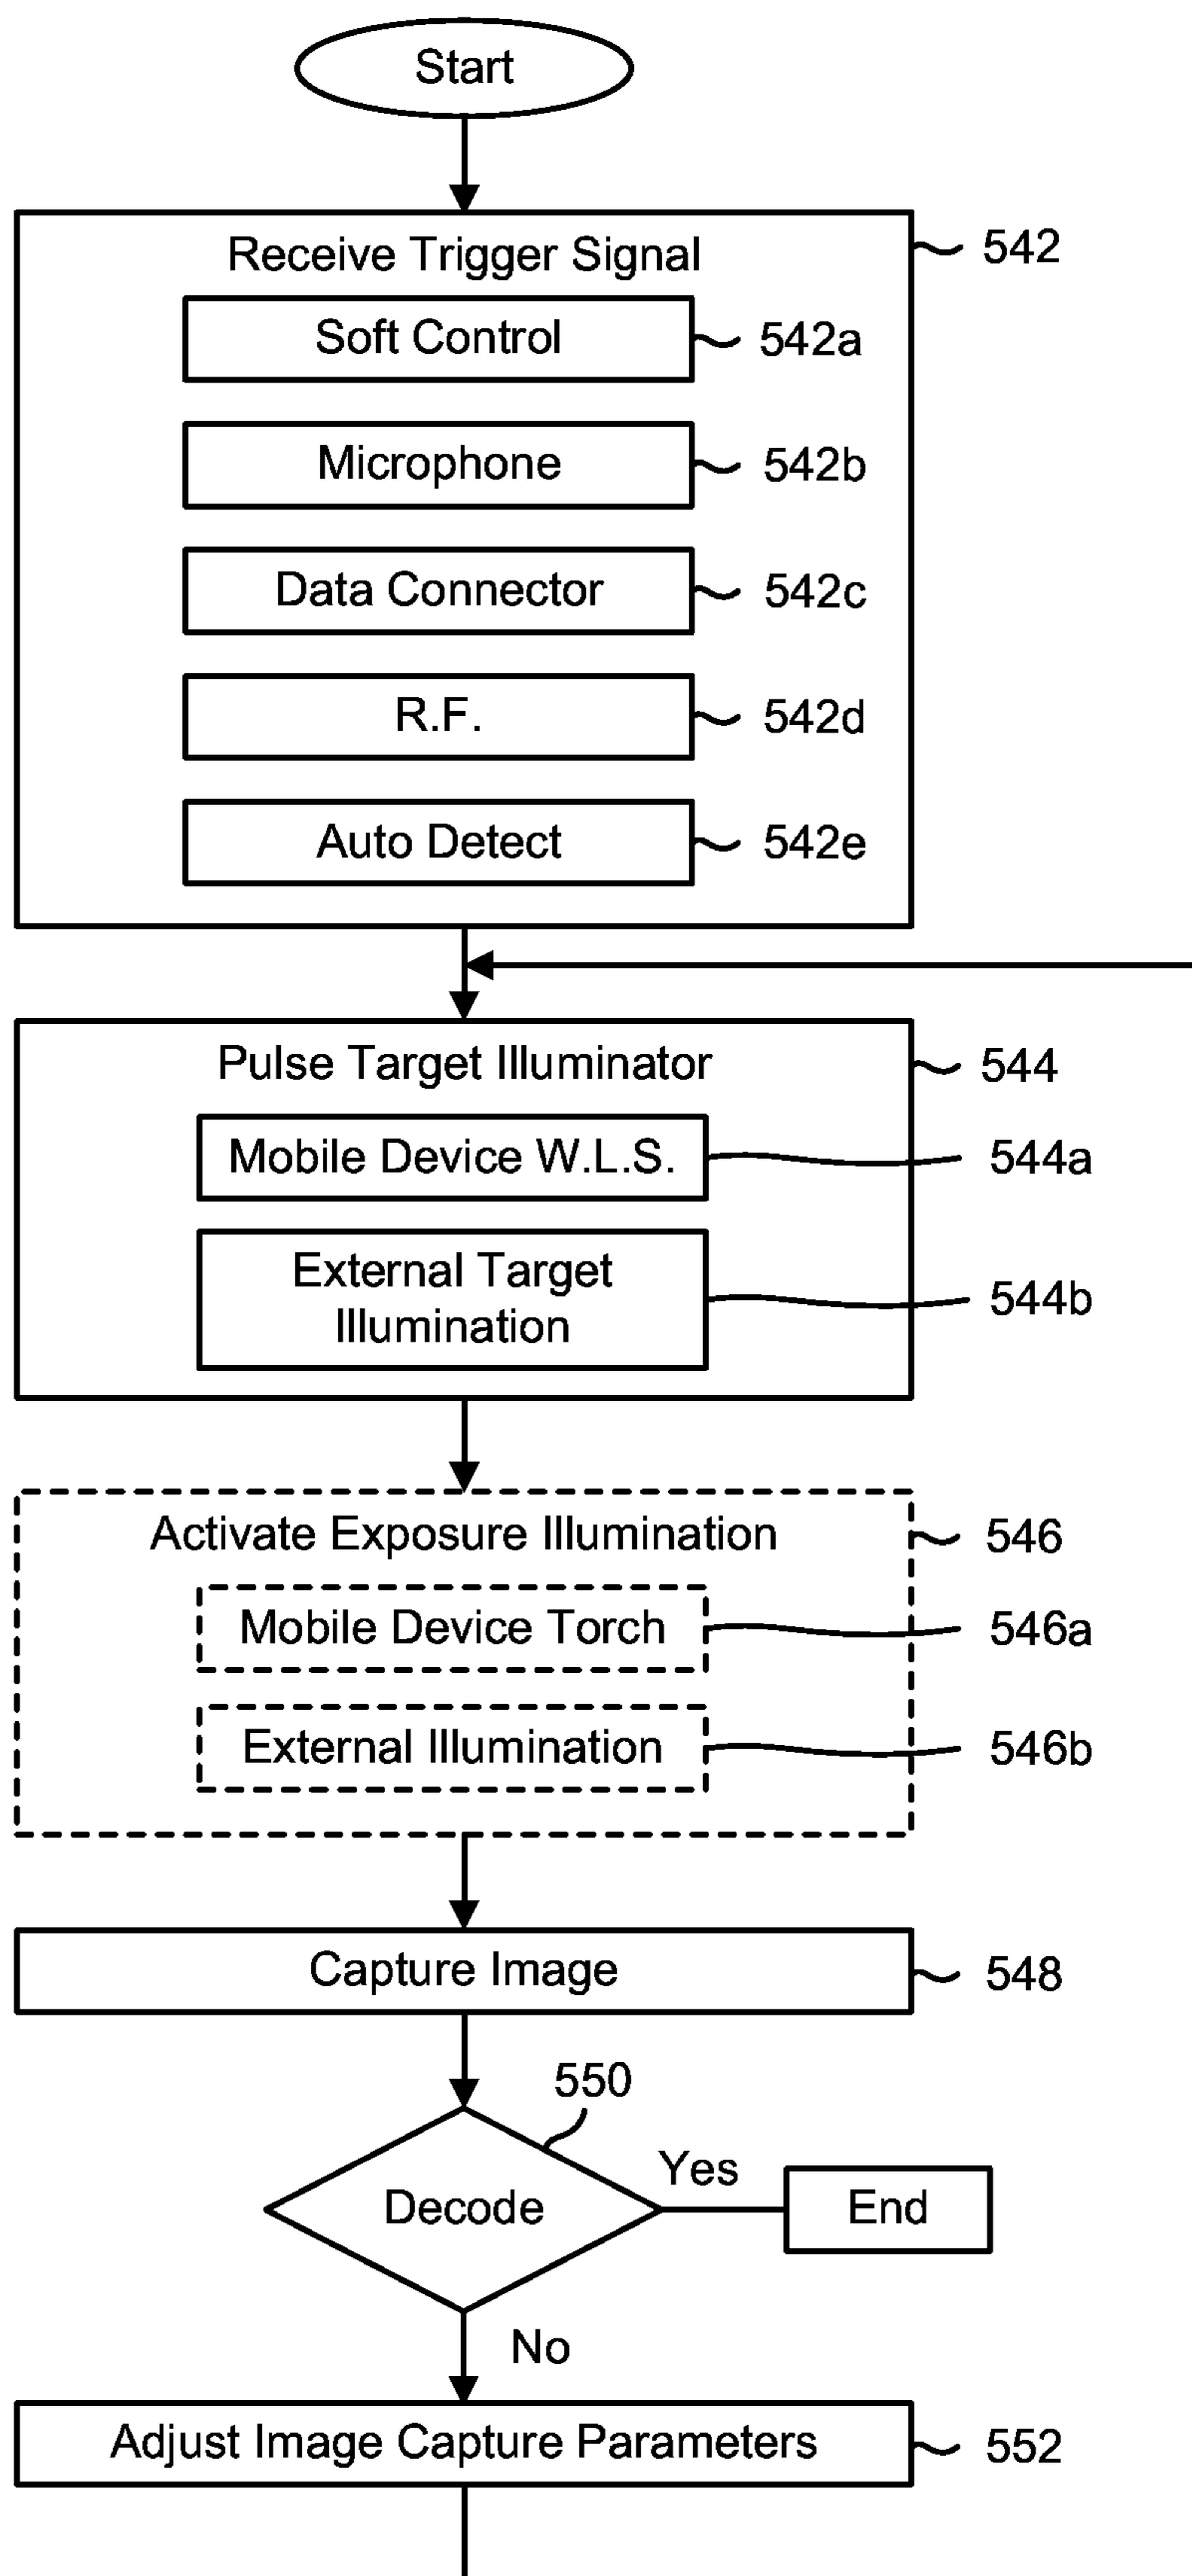 Start
Receive Trigger Signal
542
Soft Control
542a
Microphone
542b
Data Connector
542c
R.F.
542d
Auto Detect
542e
Pulse Target Illuminator
544
Mobile Device W.L.S.
544a
External Target
Illumination
544b
Activate Exposure Illumination
546
Mobile Device Torch
546a
External Illumination
546b
Capture Image
548
550
Decode
Yes
End
No
Adjust Image Capture Parameters
552